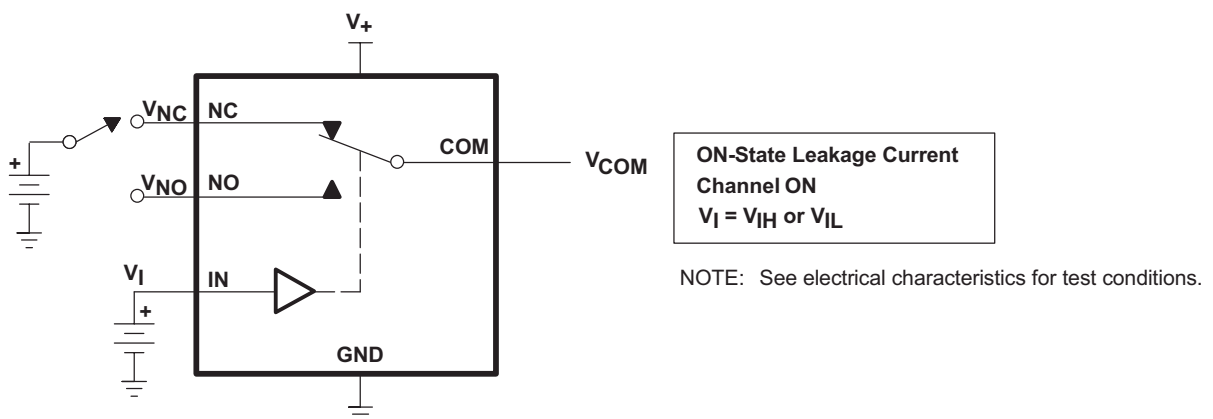 V+
VNC NC
COM
VCOM
+
VNO NO
VI IN
+
GND
ON-State Leakage Current
Channel ON
VI = VIH or VIL
NOTE: See electrical characteristics for test conditions.